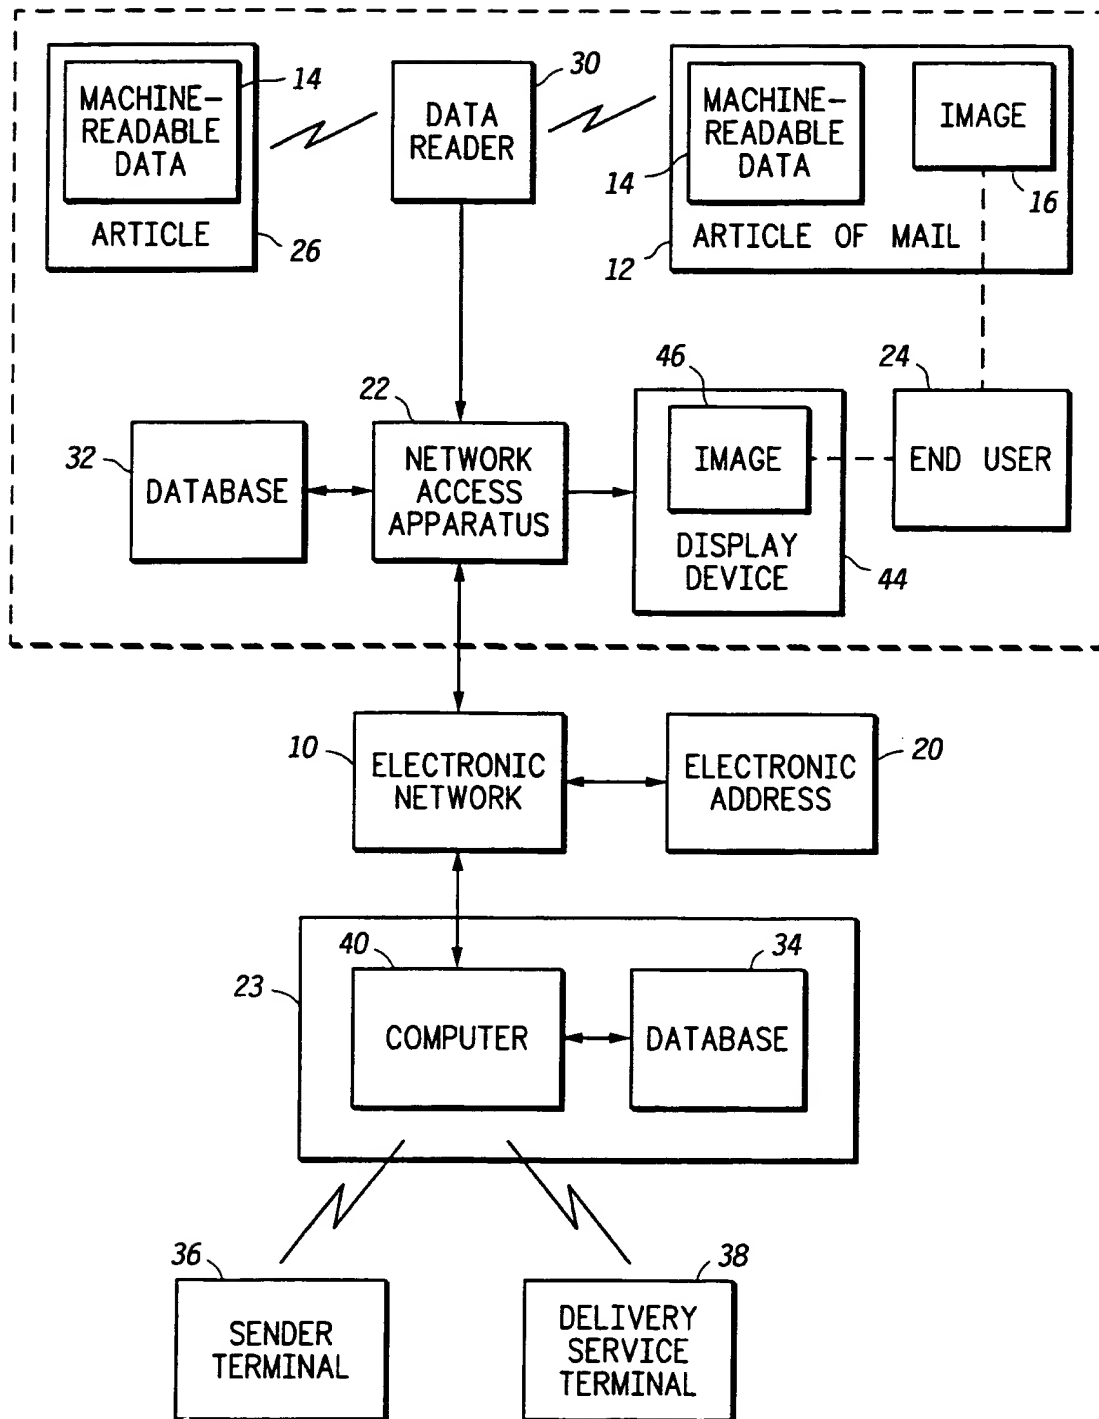 14
MACHINE-
READABLE
DATA
ARTICLE
26
30
DATA
READER
MACHINE-
READABLE
DATA
14
IMAGE
16
ARTICLE OF MAIL
12
32
DATABASE
22
NETWORK
ACCESS
APPARATUS
46
IMAGE
DISPLAY
DEVICE
44
24
END USER
10
ELECTRONIC
NETWORK
20
ELECTRONIC
ADDRESS
23
40
COMPUTER
34
DATABASE
36
SENDER
TERMINAL
38
DELIVERY
SERVICE
TERMINAL